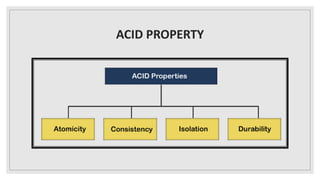 ACID PROPERTY
ACID Properties
Atomicity
Consistency
Isolation
Durability